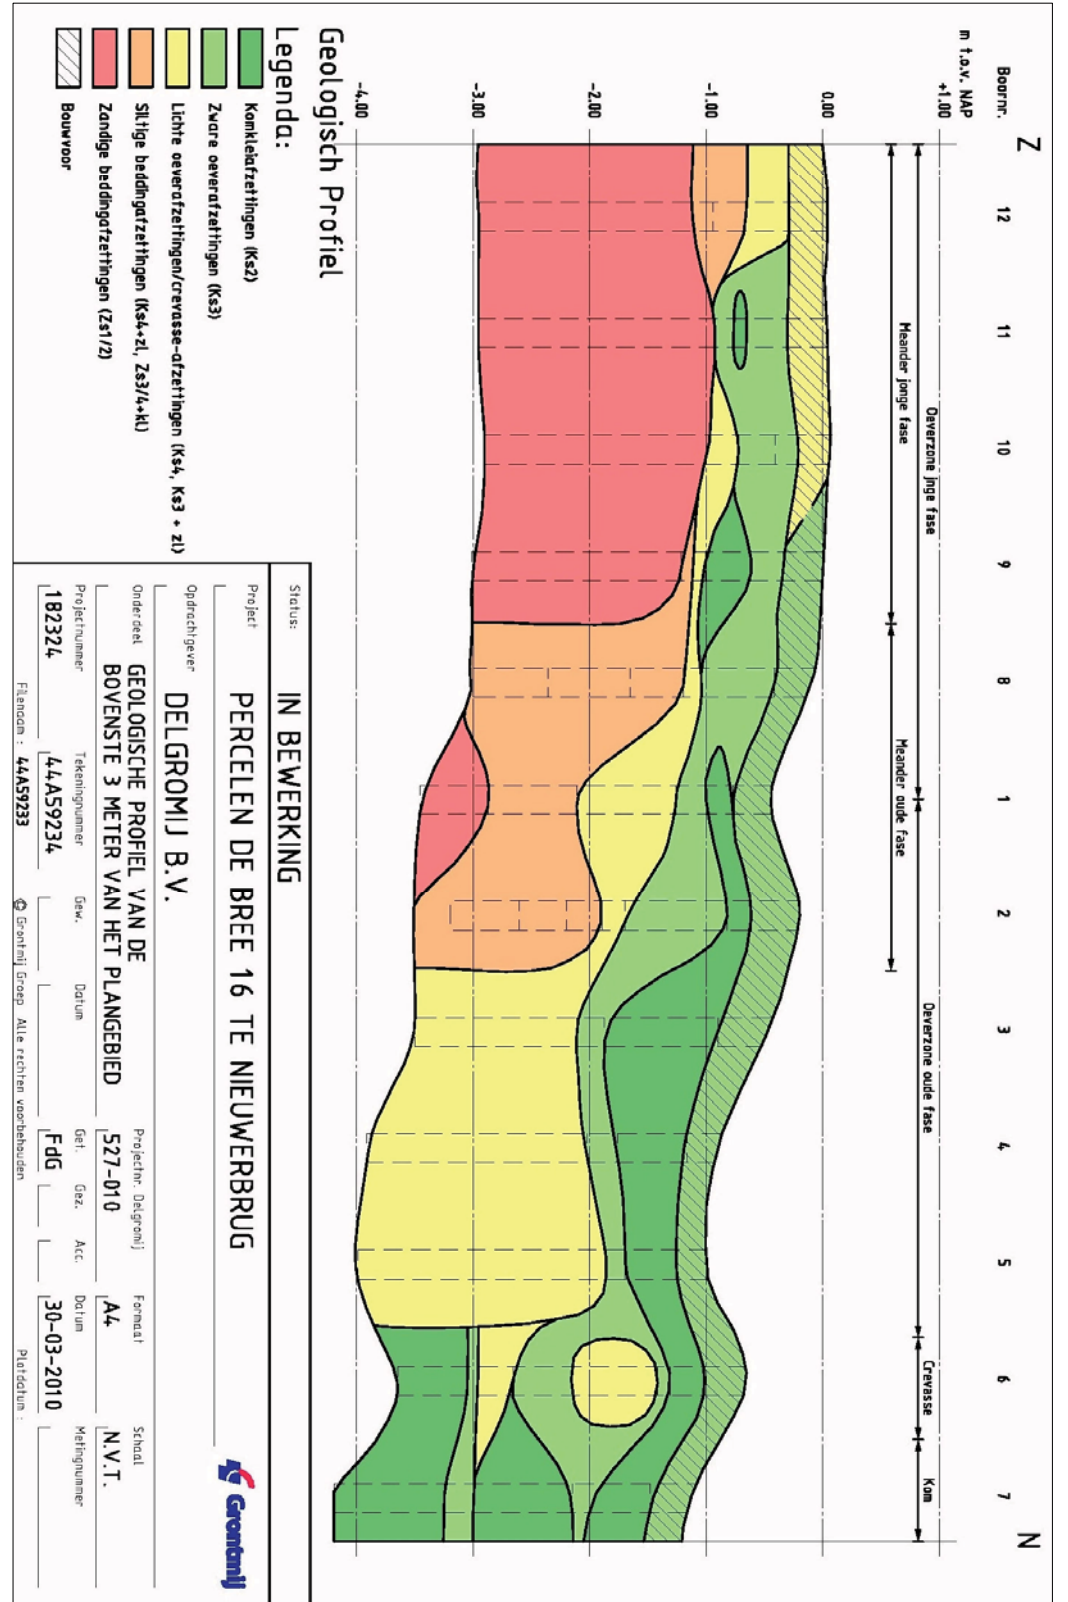 Z
N
Boornr.
12
11
10
9
8
1
2
3
4
5
6
7
m t.o.v. NAP
Oeverzone jnge fase
Oeverzone oude fase
Crevasse
Kom
Meander jonge fase
Meander oude fase
+1.00
0.00
-1.00
-2.00
-3.00
-4.00
Geologisch Profiel
Legenda:
Komkleiafzettingen (Ks2)
Zware oeverafzettingen (Ks3)
Lichte oeverafzettingen/crevasse-afzettingen (Ks4, Ks3 + zl)
Siltige beddingafzettingen (Ks4+zl, Zs3/4+kl)
Zandige beddingafzettingen (Zs1/2)
Bouwvoor
Status:
IN BEWERKING
Project
PERCELEN DE BREE 16 TE NIEUWERBRUG
Grontmij
Opdrachtgever
DELGROMIJ B.V.
Onderdeel
GEOLOGISCHE PROFIEL VAN DE
BOVENSTE 3 METER VAN HET PLANGEBIED
Projectnr. Delgromij
527-010
Formaat
A4
Schaal
N.V.T.
Projectnummer
182324
Tekeningnummer
44A59234
Gew.
Datum
Get.
FdG
Gez.
Acc.
Datum
30-03-2010
Metingnummer
Filenaam : 44A59233
© Grontmij Groep Alle rechten voorbehouden
Plotdatum :